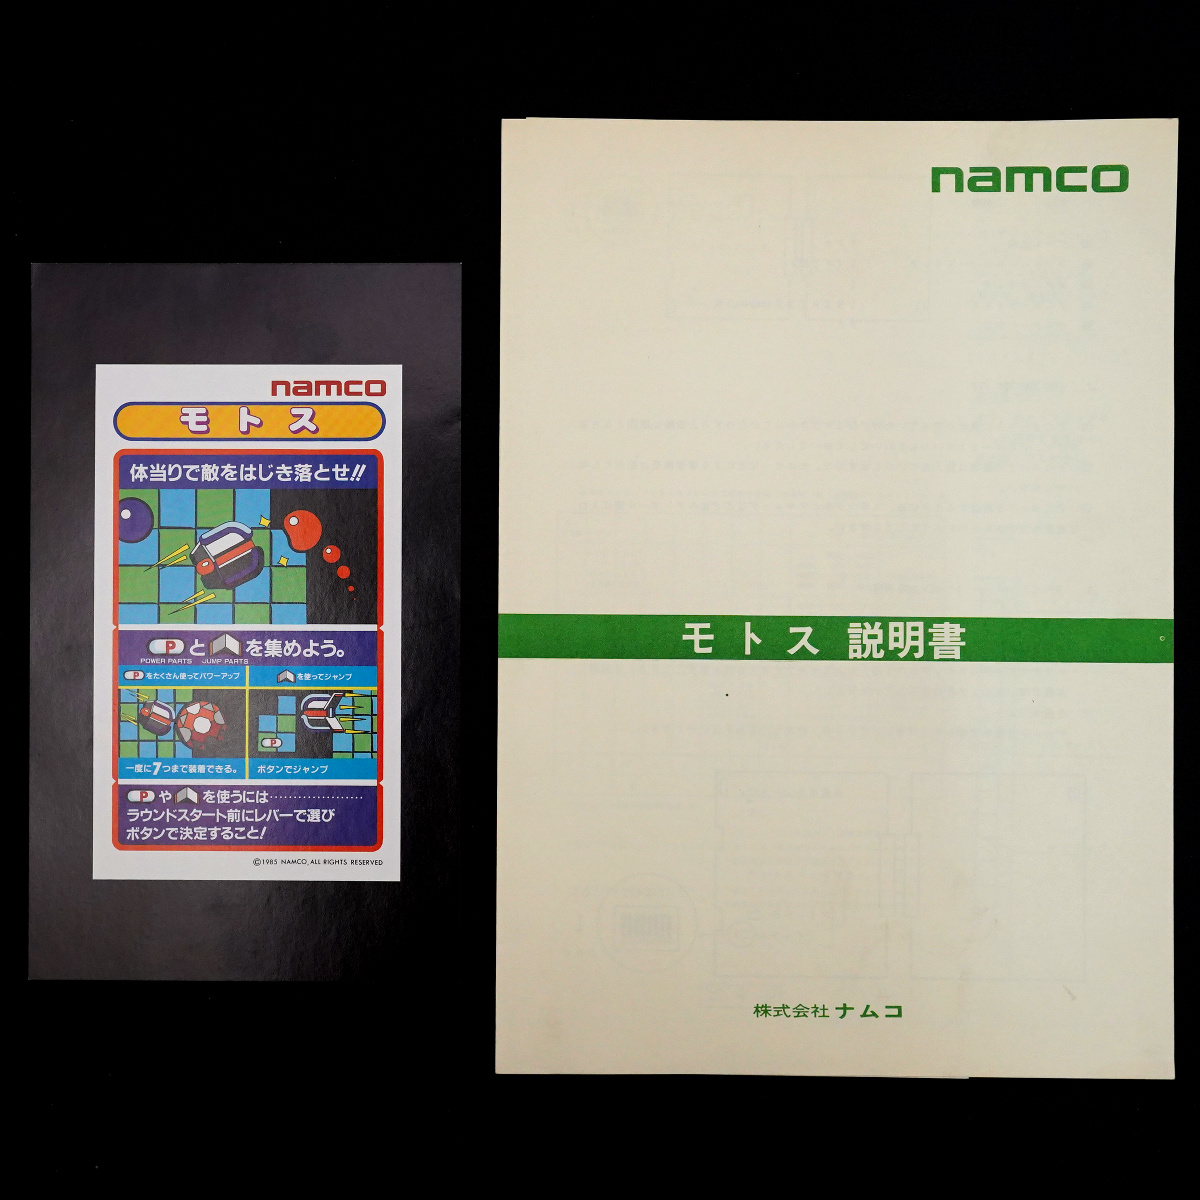 namco
モトス
体当りで敵をはじき落とせ!!
PとSを集めよう。
POWER PARTS JUMP PARTS
Pをたくさん使ってパワーアップ
を使ってジャンプ
P
一度に7つまで装着できる。
ボタンでジャンプ
Pや を使うには…………………
ラウンドスタート前にレバーで選び
ボタンで決定すること!
©1985 NAMCO, ALL RIGHTS RESERVED
namco
モトス 説明書
株式会社ナムコ